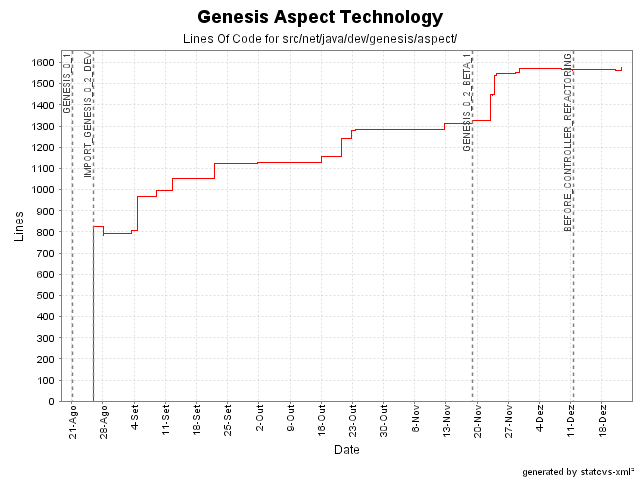 Genesis Aspect Technology
Lines Of Code for src/net/java/dev/genesis/aspect/
Lines
1600
1500
1400
1300
1200
1100
1000
900
800
700
600
500
400
300
200
100
0
GENESIS_0_1
IMPORT_GENESIS_0_2_DEV
GENESIS_0_2_BETA_1
BEFORE_CONTROLLER_REFACTORING
21-Ago
28-Ago
4-Set
11-Set
18-Set
25-Set
2-Out
9-Out
16-Out
23-Out
30-Out
6-Nov
13-Nov
20-Nov
27-Nov
4-Dez
11-Dez
18-Dez
Date
generated by statcvs-xml²